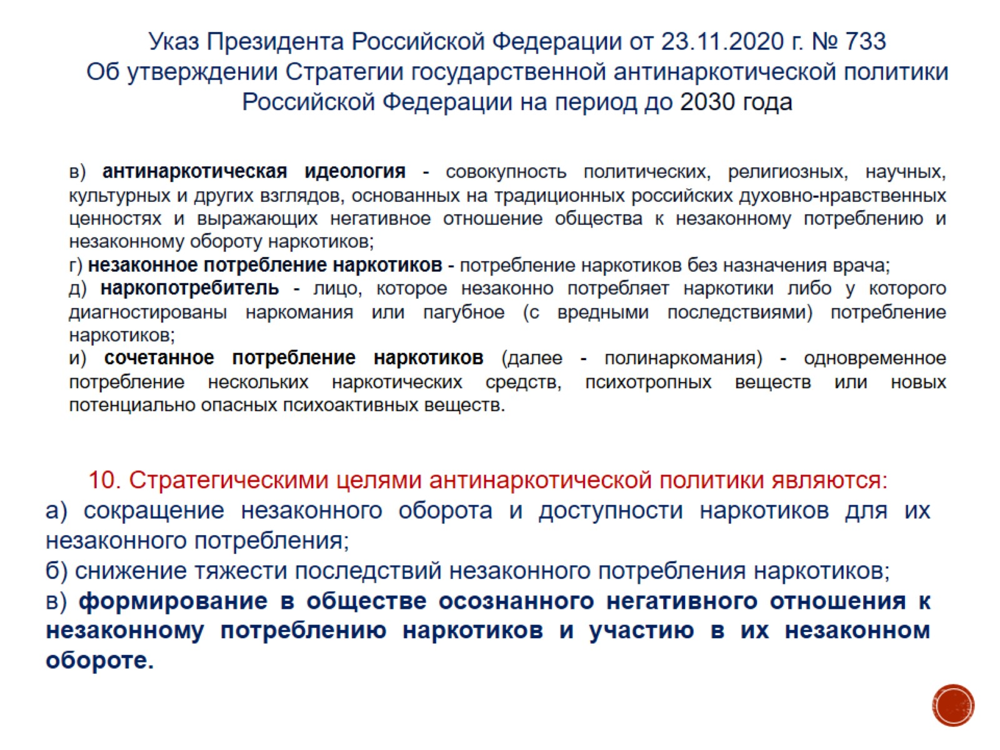 Указ Президента Российской Федерации от 23.11.2020 г. № 733
Об утверждении Стратегии государственной антинаркотической политики
Российской Федерации на период до 2030 года
в) антинаркотическая идеология - совокупность политических, религиозных, научных,
культурных и других взглядов, основанных на традиционных российских духовно-нравственных
ценностях и выражающих негативное отношение общества к незаконному потреблению и
незаконному обороту наркотиков;
г) незаконное потребление наркотиков - потребление наркотиков без назначения врача;
д) наркопотребитель - лицо, которое незаконно потребляет наркотики либо у которого
диагностированы наркомания или пагубное (с вредными последствиями) потребление
наркотиков;
и) сочетанное потребление наркотиков (далее - полинаркомания) - одновременное
потребление нескольких наркотических средств, психотропных веществ или новых
потенциально опасных психоактивных веществ.
10. Стратегическими целями антинаркотической политики являются:
а) сокращение незаконного оборота и доступности наркотиков для их
незаконного потребления;
б) снижение тяжести последствий незаконного потребления наркотиков;
в) формирование в обществе осознанного негативного отношения к
незаконному потреблению наркотиков и участию в их незаконном
обороте.